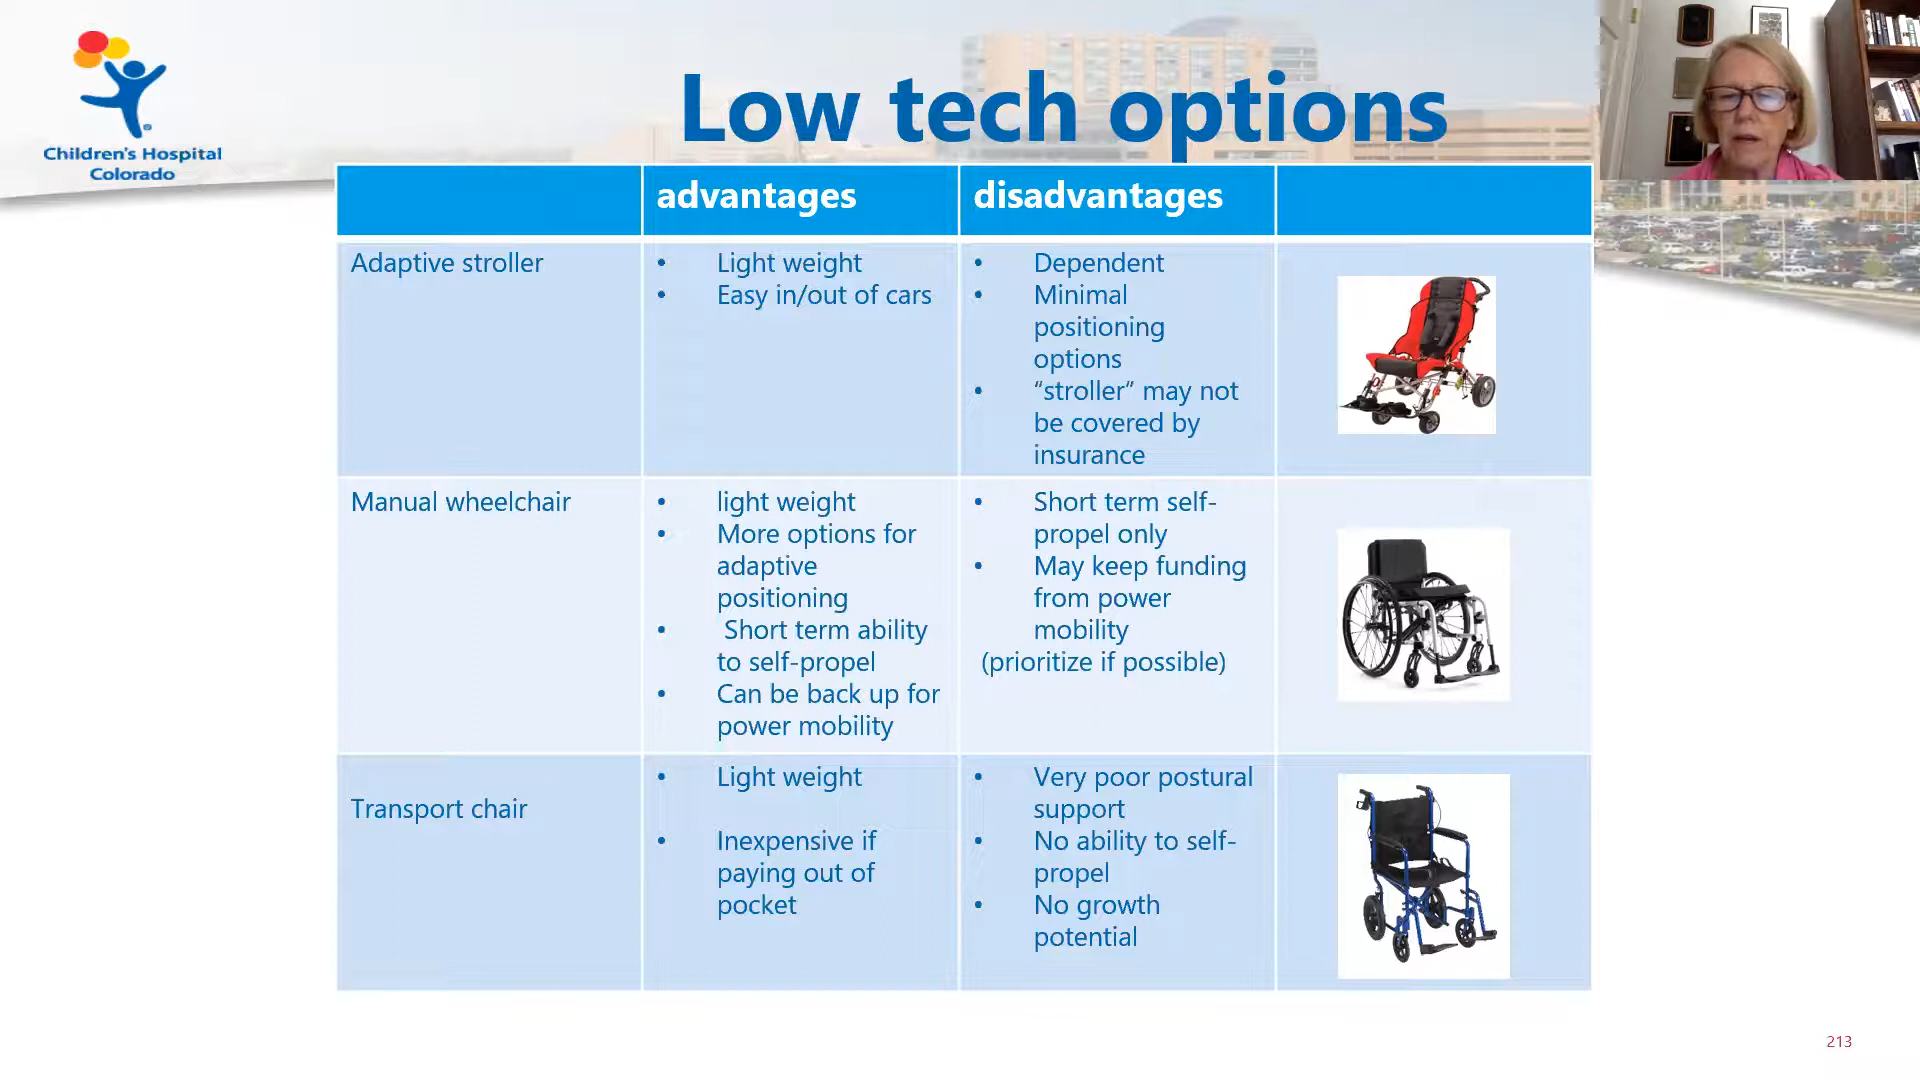 Children's Hospital
Colorado
Low tech options
advantages
disadvantages
Adaptive stroller
• Light weight
• Easy in/out of cars
• Dependent
• Minimal
positioning
options
• “stroller” may not
be covered by
insurance
Manual wheelchair
• light weight
• More options for
adaptive
positioning
• Short term ability
to self-propel
• Can be back up for
power mobility
• Short term self-
propel only
• May keep funding
from power
mobility
(prioritize if possible)
Transport chair
• Light weight
• Inexpensive if
paying out of
pocket
• Very poor postural
support
• No ability to self-
propel
• No growth
potential
213